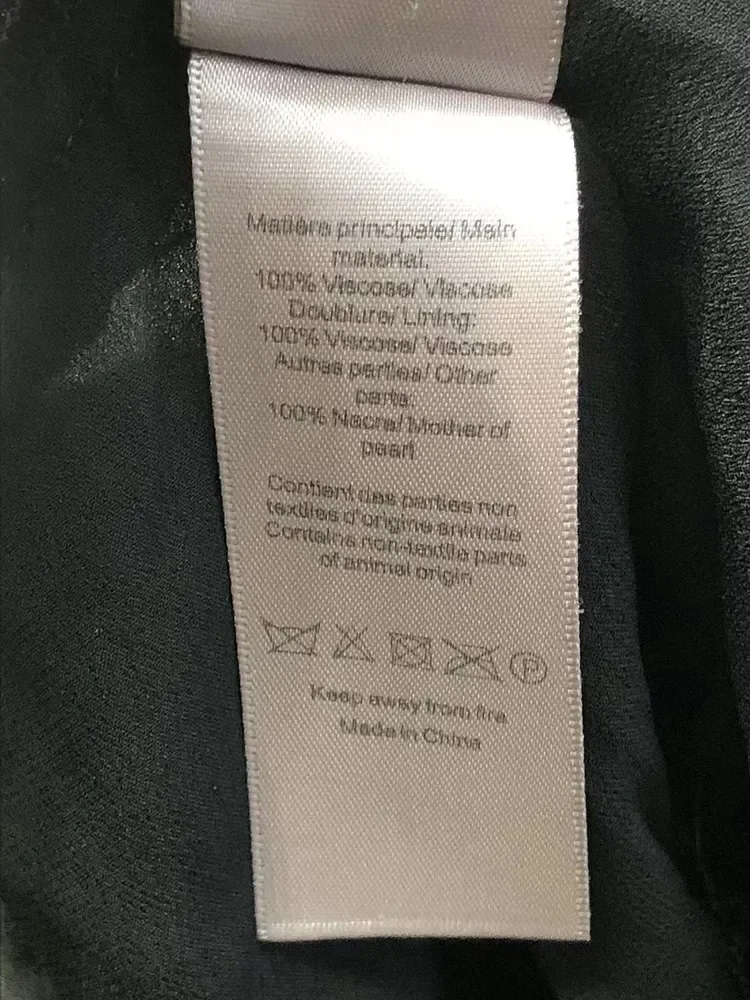 Matière principale/ Main
material:
100% Viscose/ Viscose
Doublure/ Lining:
100% Viscose/ Viscose
Autres parties/ Other
parts:
100% Nacre/ Mother of
pearl
Contient des parties non
textiles d'origine animale
Contains non-textile parts
of animal origin
P
Keep away from fire
Made in China